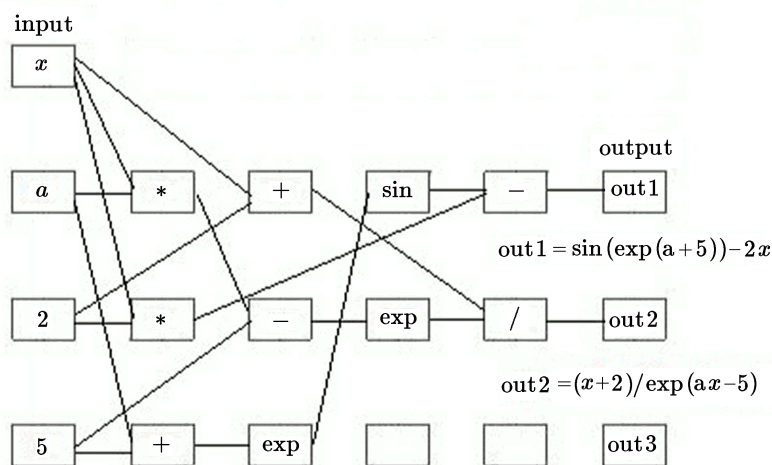 input
x
output
a * + sin − out1
out1 = sin(exp(a+5))−2x
2 * − exp / out2
out2 =(x+2)/exp(ax−5)
5 + exp out3